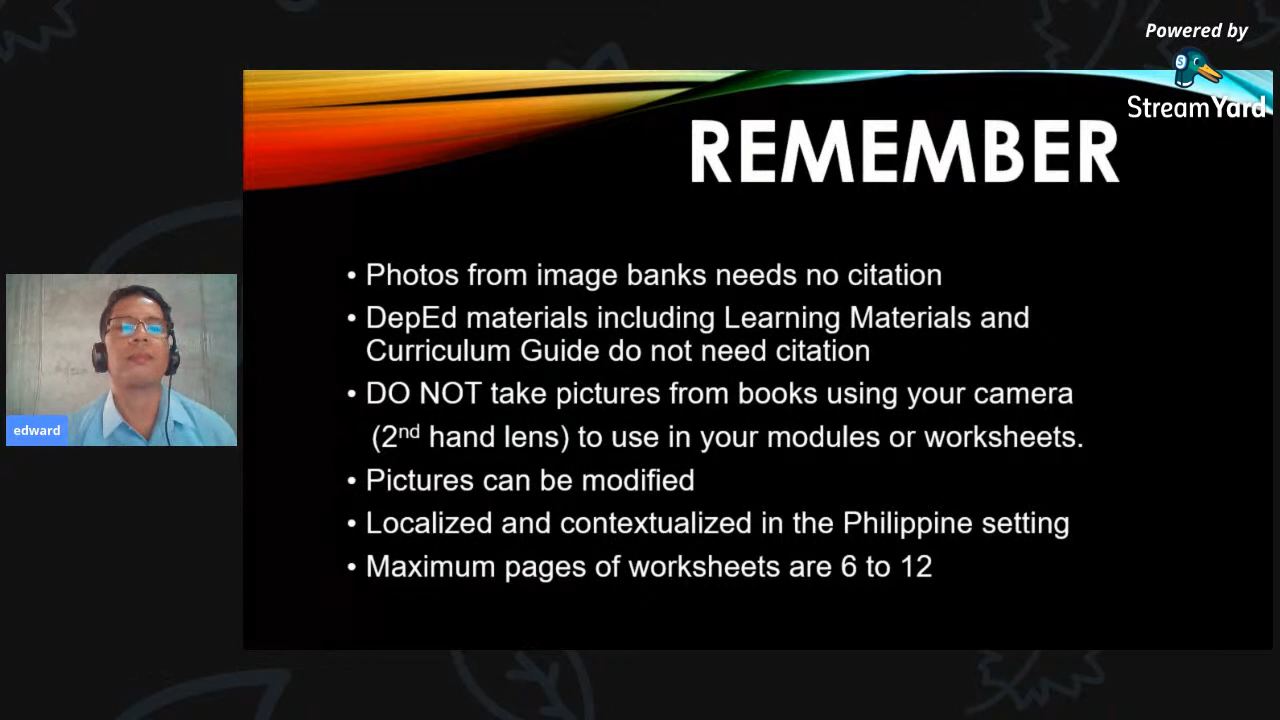 Powered by
StreamYard
REMEMBER
• Photos from image banks needs no citation
• DepEd materials including Learning Materials and
Curriculum Guide do not need citation
• DO NOT take pictures from books using your camera
(2nd hand lens) to use in your modules or worksheets.
• Pictures can be modified
• Localized and contextualized in the Philippine setting
• Maximum pages of worksheets are 6 to 12
edward